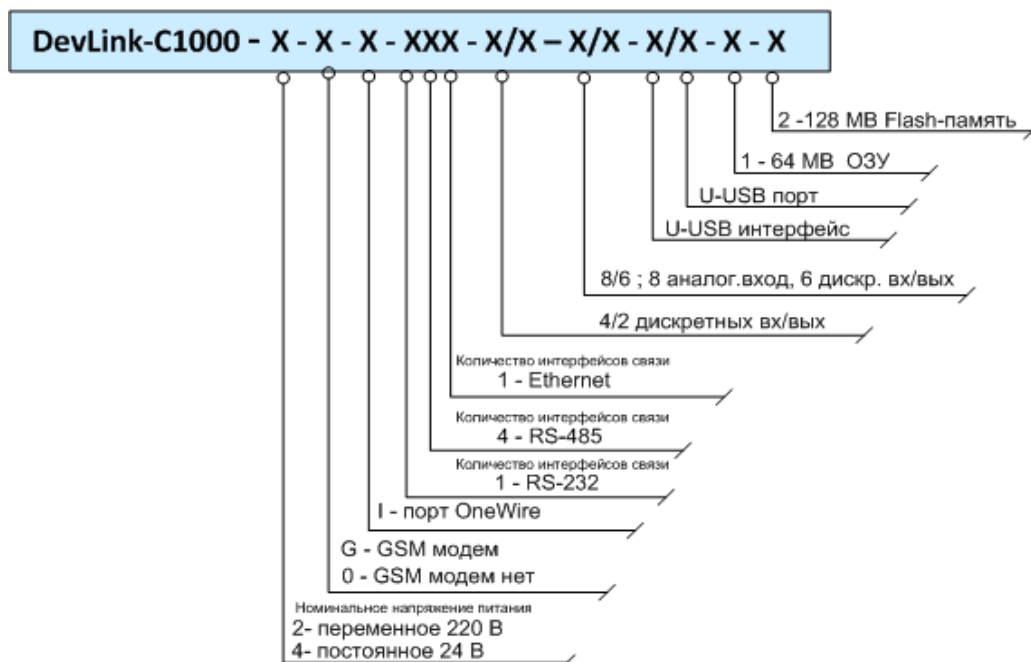 DevLink-C1000 - X - X - X - XXX - X/X – X/X - X/X - X - X
2 -128 MB Flash-память
1 - 64 MB ОЗУ
U-USB порт
U-USB интерфейс
8/6 ; 8 аналог.вход, 6 дискр. вх/вых
4/2 дискретных вх/вых
Количество интерфейсов связи
1 - Ethernet
Количество интерфейсов связи
4 - RS-485
Количество интерфейсов связи
1 - RS-232
I - порт OneWire
G - GSM модем
0 - GSM модем нет
Номинальное напряжение питания
2- переменное 220 В
4- постоянное 24 В